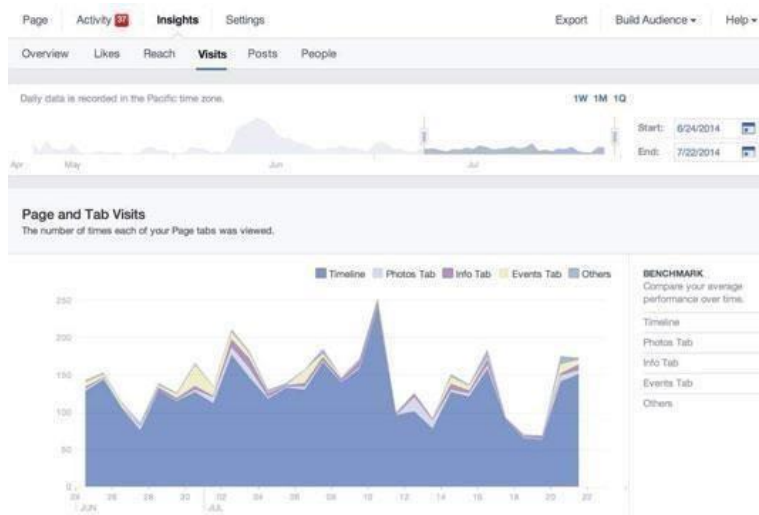 Page Activity 37 Insights Settings Export Build Audience Help
Overview Likes Reach Visits Posts People
Daily data is recorded in the Pacific time zone. 1W 1M 1Q
Start: 6/24/2014
End: 7/22/2014
Apr May Jun Jul
Page and Tab Visits
The number of times each of your Page tabs was viewed.
Timeline Photos Tab Info Tab Events Tab Others
BENCHMARK
Compare your average
performance over time.
Timeline
Photos Tab
Info Tab
Events Tab
Others
250
200
150
100
50
0
24 26 28 30 02 04 06 08 10 12 14 16 18 20 22
JUN JUL